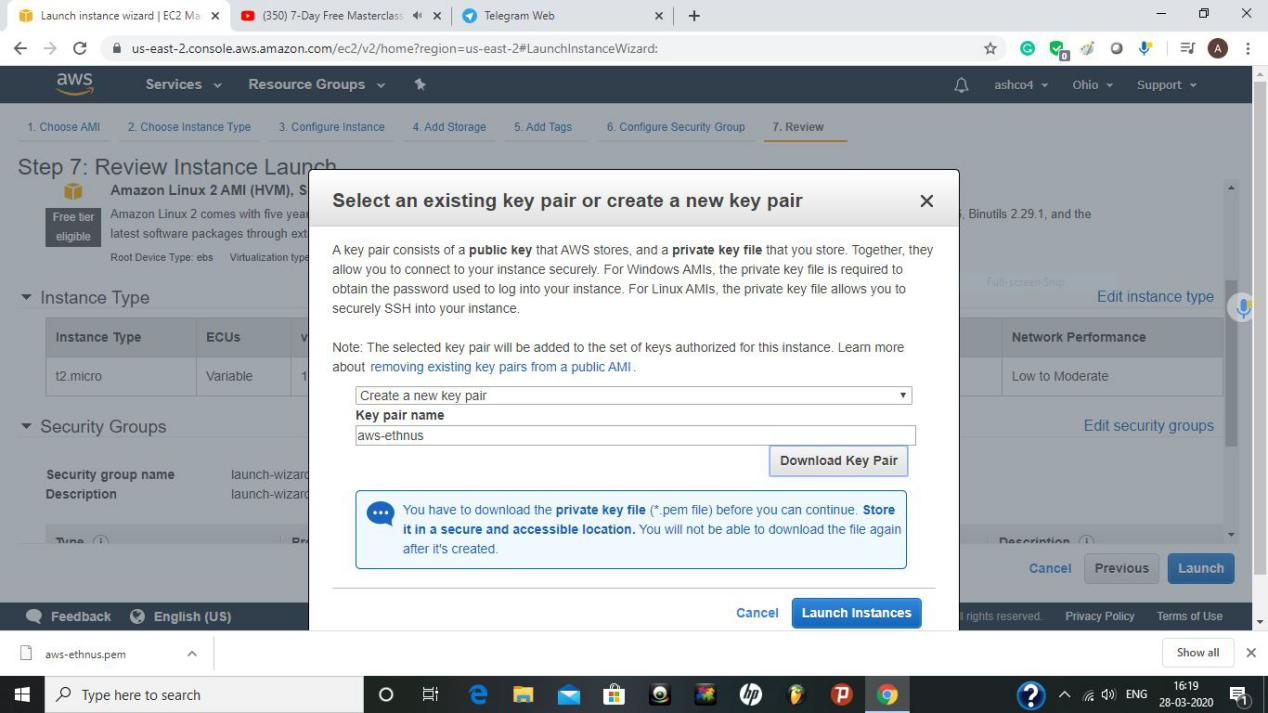 Launch instance wizard | EC2 Ma
(350) 7-Day Free Masterclass
Telegram Web
us-east-2.console.aws.amazon.com/ec2/v2/home?region=us-east-2#LaunchInstanceWizard:
0
A
aws
Services
Resource Groups
ashco4
Ohio
Support
1. Choose AMI
2. Choose Instance Type
3. Configure Instance
4. Add Storage
5. Add Tags
6. Configure Security Group
7. Review
Step 7: Review Instance Launch
Free tier
eligible
Amazon Linux 2 AMI (HVM), S
Amazon Linux 2 comes with five year
, Binutils 2.29.1, and the
latest software packages through ext
Root Device Type: ebs Virtualization type
Full-screen Snip
Instance Type
Edit instance type
Instance Type
ECUs
v
Network Performance
t2.micro
Variable
1
Low to Moderate
Security Groups
Edit security groups
Security group name
launch-wizard
Description
launch-wizard
Type
Pr
Description
Cancel
Previous
Launch
Select an existing key pair or create a new key pair
A key pair consists of a public key that AWS stores, and a private key file that you store. Together, they
allow you to connect to your instance securely. For Windows AMIs, the private key file is required to
obtain the password used to log into your instance. For Linux AMIs, the private key file allows you to
securely SSH into your instance.
Note: The selected key pair will be added to the set of keys authorized for this instance. Learn more
about removing existing key pairs from a public AMI.
Create a new key pair
Key pair name
aws-ethnus
Download Key Pair
You have to download the private key file (*.pem file) before you can continue. Store
it in a secure and accessible location. You will not be able to download the file again
after it's created.
Cancel
Launch Instances
Feedback
English (US)
ll rights reserved.
Privacy Policy
Terms of Use
aws-ethnus.pem
Show all
Type here to search
hp
ENG
16:19
28-03-2020
1